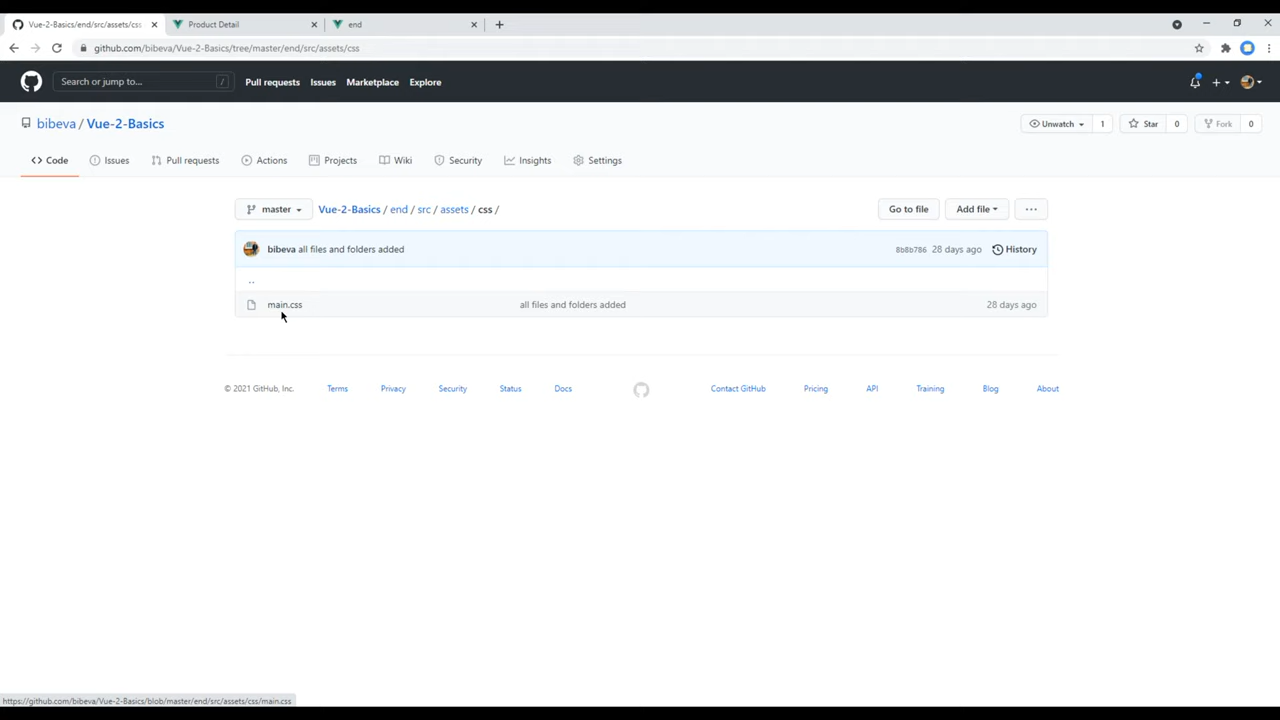 Vue-2-Basics/end/src/assets/css
Product Detail
end
github.com/bibeva/Vue-2-Basics/tree/master/end/src/assets/css
Search or jump to... /
Pull requests Issues Marketplace Explore
bibeva / Vue-2-Basics
Unwatch 1 Star 0 Fork 0
Code Issues Pull requests Actions Projects Wiki Security Insights Settings
master Vue-2-Basics / end / src / assets / css / Go to file Add file ...
bibeva all files and folders added 8b8b786 28 days ago History
..
main.css all files and folders added 28 days ago
© 2021 GitHub, Inc. Terms Privacy Security Status Docs Contact GitHub Pricing API Training Blog About
https://github.com/bibeva/Vue-2-Basics/blob/master/end/src/assets/css/main.css